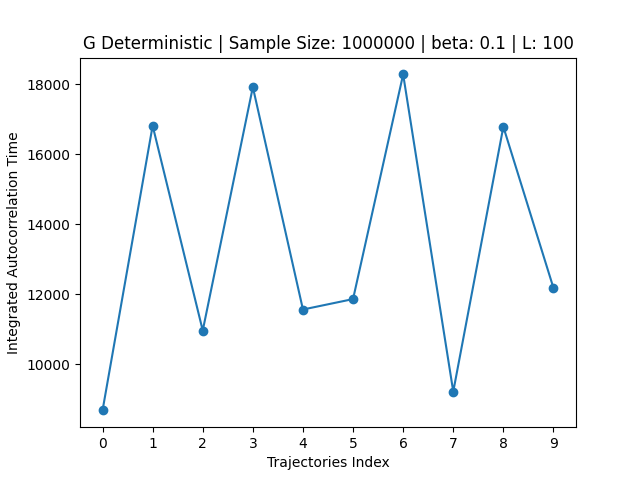 G Deterministic | Sample Size: 1000000 | beta: 0.1 | L: 100
Integrated Autocorrelation Time
18000
16000
14000
12000
10000
0 1 2 3 4 5 6 7 8 9
Trajectories Index